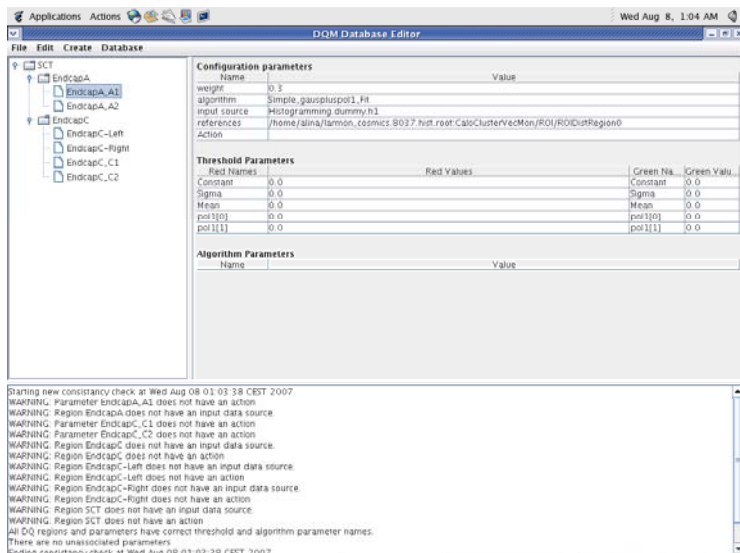 Applications Actions Wed Aug 8, 1:04 AM
DQM Database Editor
File Edit Create Database
SCT
EndcapA
EndcapA_A1
EndcapA_A2
EndcapC
EndcapC-Left
EndcapC-Right
EndcapC_C1
EndcapC_C2
Configuration parameters
Name Value
weight 0.3
algorithm Simple_gauspluspol1_Fit
input source Histogramming.dummy.h1
references /home/alina/larmon_cosmics.8037.hist.root:CaloClusterVecMon/ROI/ROIDistRegion0
Action
Threshold Parameters
Red Names Red Values Green Na... Green Valu...
Constant 0.0 Constant 0.0
Sigma 0.0 Sigma 0.0
Mean 0.0 Mean 0.0
pol1[0] 0.0 pol1[0] 0.0
pol1[1] 0.0 pol1[1] 0.0
Algorithm Parameters
Name Value
Starting new consistancy check at Wed Aug 08 01:03:38 CEST 2007
WARNING: Parameter EndcapA_A1 does not have an action
WARNING: Region EndcapA does not have an input data source.
WARNING: Parameter EndcapC_C1 does not have an action
WARNING: Parameter EndcapC_C2 does not have an action
WARNING: Region EndcapC does not have an input data source.
WARNING: Region EndcapC does not have an action
WARNING: Region EndcapC-Left does not have an input data source.
WARNING: Region EndcapC-Left does not have an action
WARNING: Region EndcapC-Right does not have an input data source.
WARNING: Region EndcapC-Right does not have an action
WARNING: Region SCT does not have an input data source.
WARNING: Region SCT does not have an action
All DQ regions and parameters have correct threshold and algorithm parameter names.
There are no unassociated parameters
Ending consistancy check at Wed Aug 08 01:03:38 CEST 2007